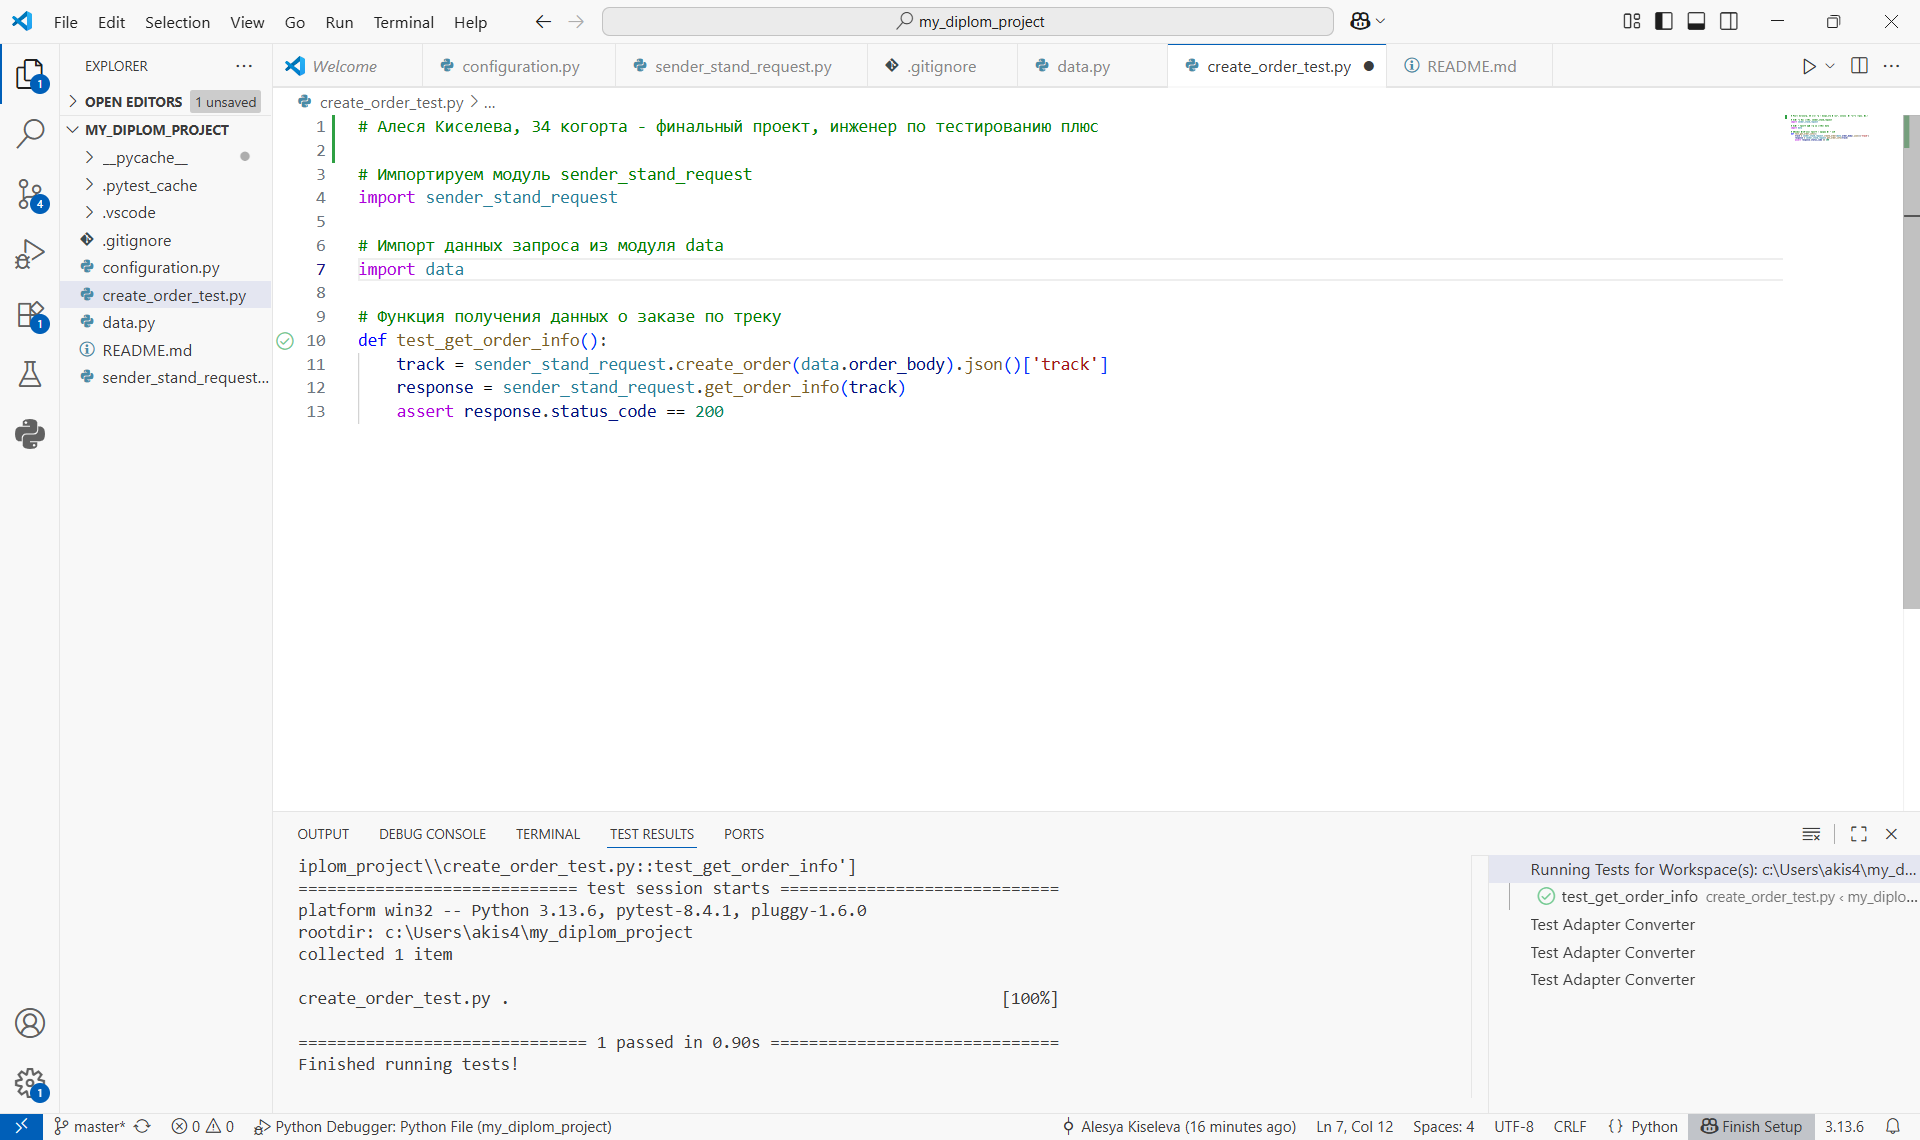 File Edit Selection View Go Run Terminal Help
my_diplom_project
EXPLORER
Welcome
configuration.py
sender_stand_request.py
.gitignore
data.py
create_order_test.py
README.md
OPEN EDITORS 1 unsaved
MY_DIPLOM_PROJECT
__pycache__
.pytest_cache
.vscode
.gitignore
configuration.py
create_order_test.py
data.py
README.md
sender_stand_request...
1
4
1
1
create_order_test.py > ...
1 # Алеся Киселева, 34 когорта - финальный проект, инженер по тестированию плюс
2
3 # Импортируем модуль sender_stand_request
4 import sender_stand_request
5
6 # Импорт данных запроса из модуля data
7 import data
8
9 # Функция получения данных о заказе по треку
10 def test_get_order_info():
11 track = sender_stand_request.create_order(data.order_body).json()['track']
12 response = sender_stand_request.get_order_info(track)
13 assert response.status_code == 200
OUTPUT DEBUG CONSOLE TERMINAL TEST RESULTS PORTS
iplom_project\\create_order_test.py::test_get_order_info']
============================= test session starts =============================
platform win32 -- Python 3.13.6, pytest-8.4.1, pluggy-1.6.0
rootdir: c:\Users\akis4\my_diplom_project
collected 1 item
create_order_test.py . [100%]
============================== 1 passed in 0.90s ==============================
Finished running tests!
Running Tests for Workspace(s): c:\Users\akis4\my_d...
test_get_order_info create_order_test.py ‹ my_diplo...
Test Adapter Converter
Test Adapter Converter
Test Adapter Converter
master* 0 0 Python Debugger: Python File (my_diplom_project) Alesya Kiseleva (16 minutes ago) Ln 7, Col 12 Spaces: 4 UTF-8 CRLF {} Python Finish Setup 3.13.6